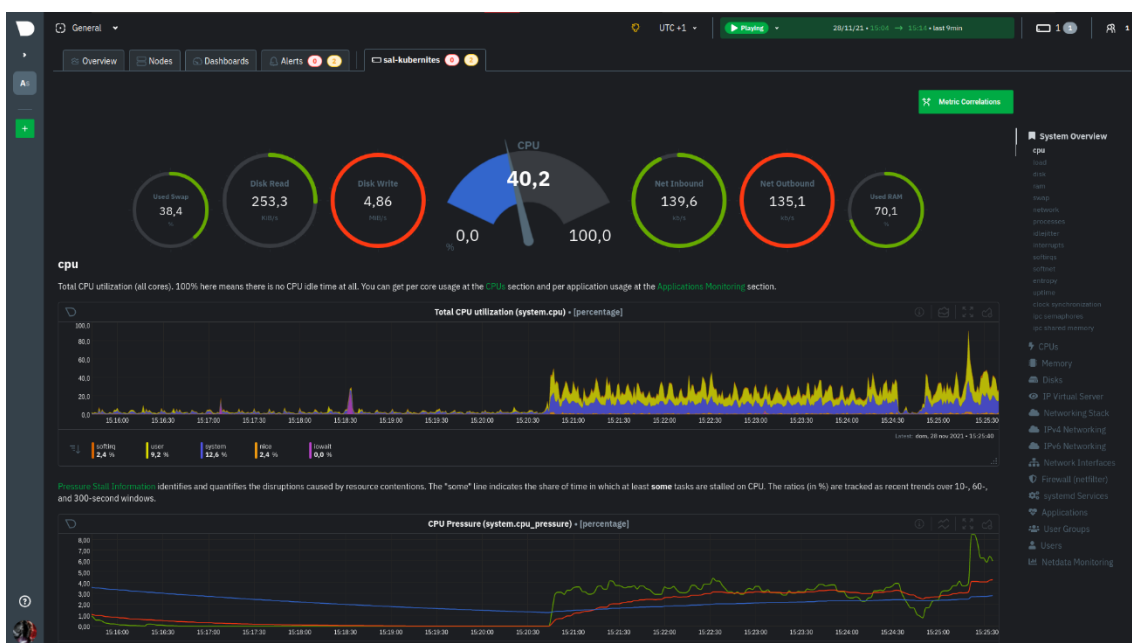 General
UTC +1
Playing
28/11/21 • 15:04 → 15:14 • last 9min
1 1
1
Overview
Nodes
Dashboards
Alerts 0 2
sal-kubernites 0 2
Metric Correlations
System Overview
cpu
load
disk
ram
swap
network
processes
idlejitter
interrupts
softirqs
softnet
entropy
uptime
clock synchronization
ipc semaphores
ipc shared memory
CPUs
Memory
Disks
IP Virtual Server
Networking Stack
IPv4 Networking
IPv6 Networking
Network Interfaces
Firewall (netfilter)
systemd Services
Applications
User Groups
Users
Netdata Monitoring
Used Swap
38,4
%
Disk Read
253,3
KiB/s
Disk Write
4,86
MiB/s
CPU
40,2
0,0
100,0
%
Net Inbound
139,6
kb/s
Net Outbound
135,1
kb/s
Used RAM
70,1
%
cpu
Total CPU utilization (all cores). 100% here means there is no CPU idle time at all. You can get per core usage at the CPUs section and per application usage at the Applications Monitoring section.
Total CPU utilization (system.cpu) • [percentage]
100,0
80,0
60,0
40,0
20,0
0,0
15:16:00 15:16:30 15:17:00 15:17:30 15:18:00 15:18:30 15:19:00 15:19:30 15:20:00 15:20:30 15:21:00 15:21:30 15:22:00 15:22:30 15:23:00 15:23:30 15:24:00 15:24:30 15:25:00 15:25:30
Latest: dom, 28 nov 2021 • 15:25:40
softirq user system nice iowait
2,4 % 9,2 % 12,6 % 2,4 % 0,0 %
Pressure Stall Information identifies and quantifies the disruptions caused by resource contentions. The "some" line indicates the share of time in which at least some tasks are stalled on CPU. The ratios (in %) are tracked as recent trends over 10-, 60-,
and 300-second windows.
CPU Pressure (system.cpu_pressure) • [percentage]
8,00
7,00
6,00
5,00
4,00
3,00
2,00
1,00
0,00
15:16:00 15:16:30 15:17:00 15:17:30 15:18:00 15:18:30 15:19:00 15:19:30 15:20:00 15:20:30 15:21:00 15:21:30 15:22:00 15:22:30 15:23:00 15:23:30 15:24:00 15:24:30 15:25:00 15:25:30